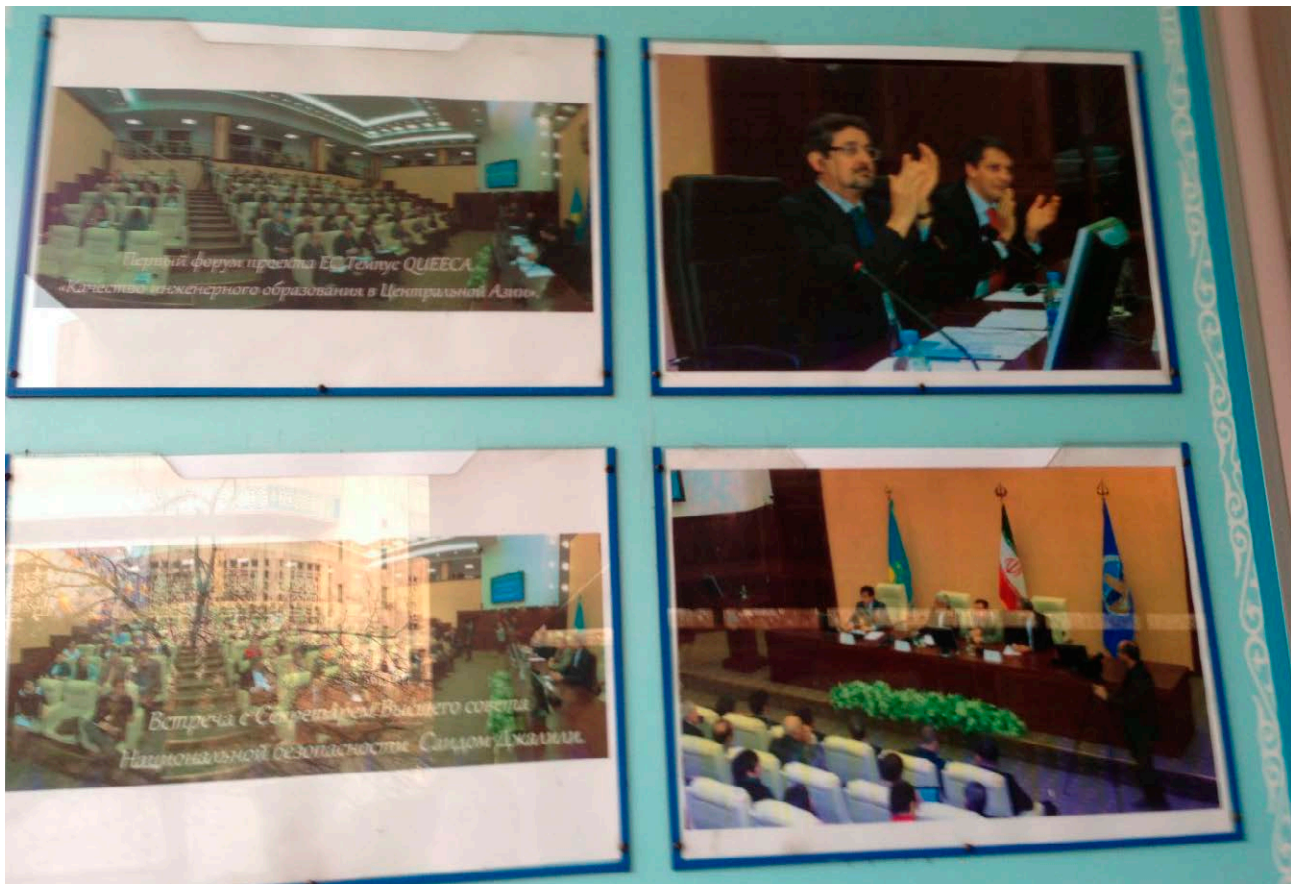 Первый форум проекта ЕС Темпус QUEECA
«Качество инженерного образования в Центральной Азии».
Встреча с Секретарем Высшего совета
Национальной безопасности Саидом Джалили.